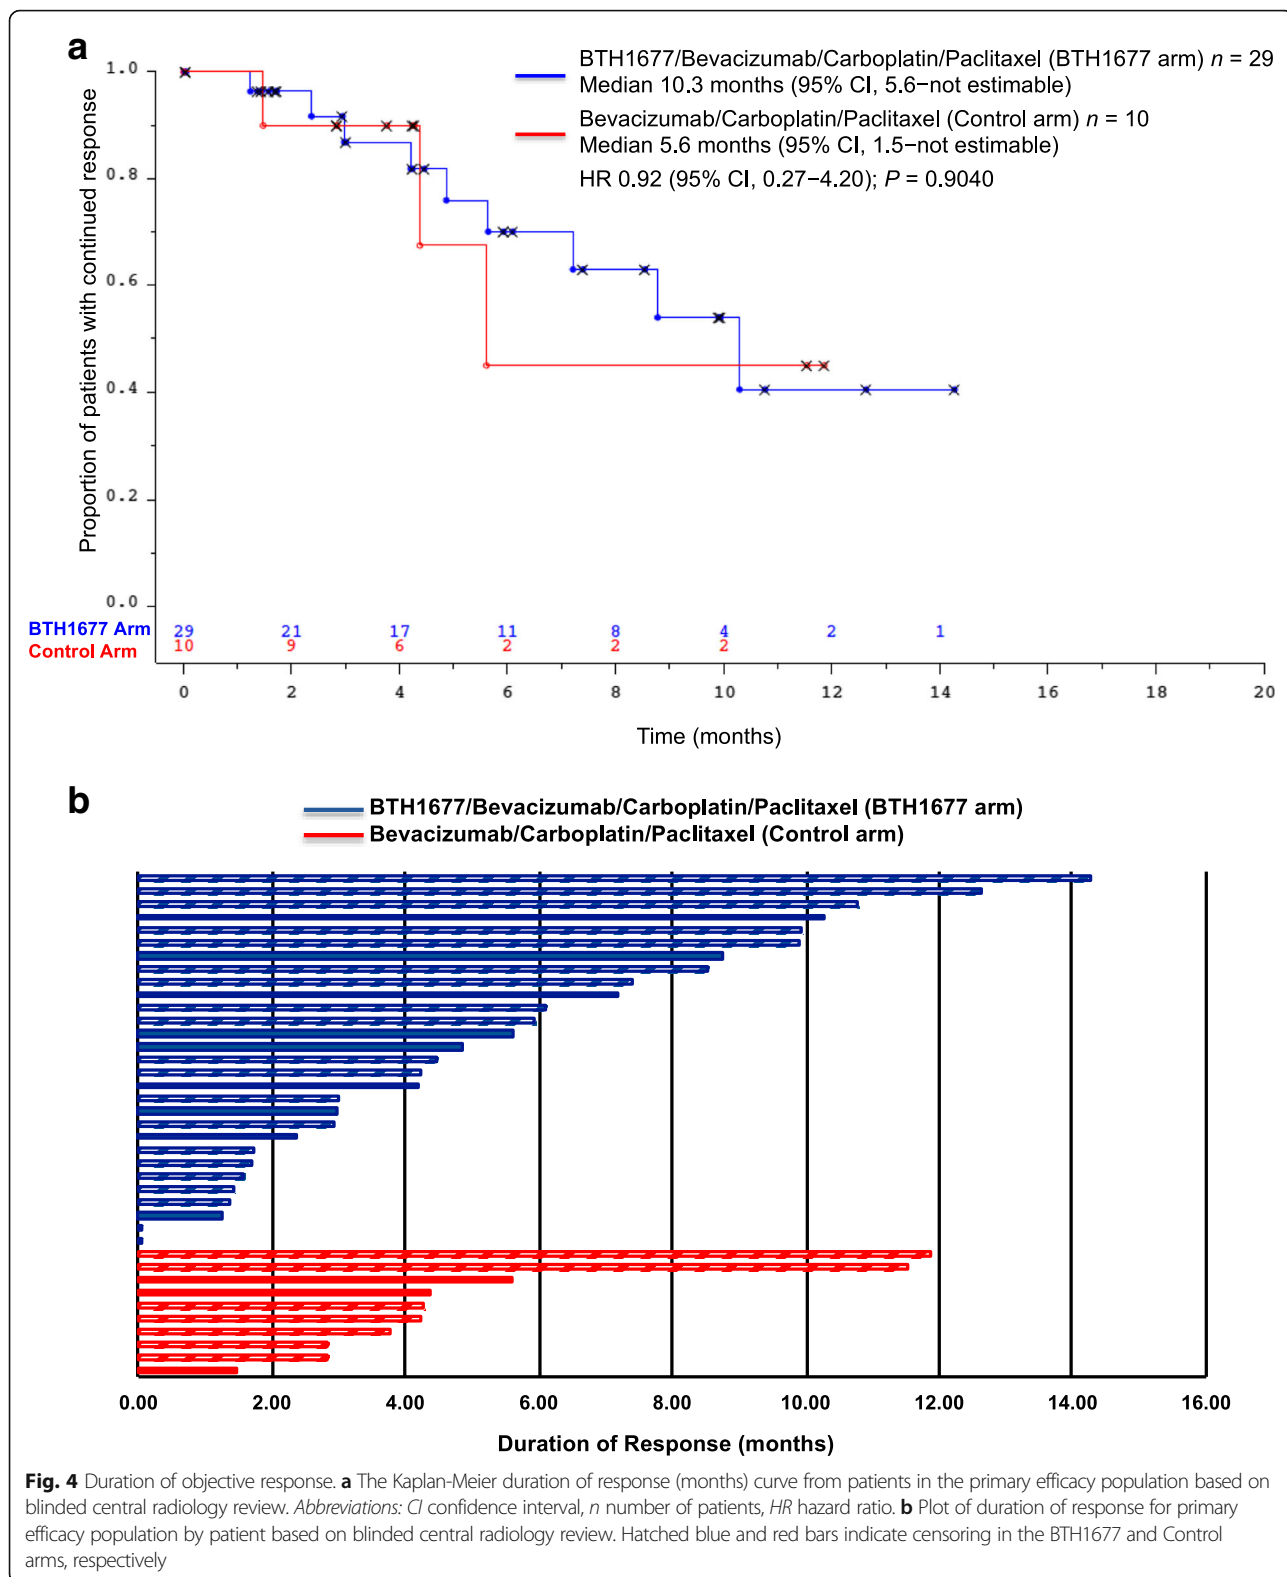 a
BTH1677/Bevacizumab/Carboplatin/Paclitaxel (BTH1677 arm) n = 29
Median 10.3 months (95% CI, 5.6–not estimable)
Bevacizumab/Carboplatin/Paclitaxel (Control arm) n = 10
Median 5.6 months (95% CI, 1.5–not estimable)
HR 0.92 (95% CI, 0.27–4.20); P = 0.9040
Proportion of patients with continued response
1.0
0.8
0.6
0.4
0.2
0.0
BTH1677 Arm 29 21 17 11 8 4 2 1
Control Arm 10 9 6 2 2 2
0 2 4 6 8 10 12 14 16 18 20
Time (months)
b
BTH1677/Bevacizumab/Carboplatin/Paclitaxel (BTH1677 arm)
Bevacizumab/Carboplatin/Paclitaxel (Control arm)
0.00 2.00 4.00 6.00 8.00 10.00 12.00 14.00 16.00
Duration of Response (months)
Fig. 4 Duration of objective response. a The Kaplan-Meier duration of response (months) curve from patients in the primary efficacy population based on
blinded central radiology review. Abbreviations: CI confidence interval, n number of patients, HR hazard ratio. b Plot of duration of response for primary
efficacy population by patient based on blinded central radiology review. Hatched blue and red bars indicate censoring in the BTH1677 and Control
arms, respectively